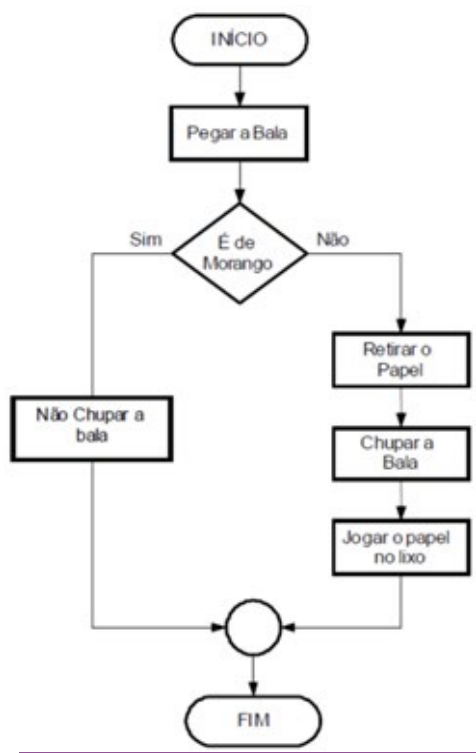 INÍCIO
Pegar a Bala
Sim
É de
Morango
Não
Retirar o
Papel
Não Chupar a
bala
Chupar a
Bala
Jogar o papel
no lixo
FIM